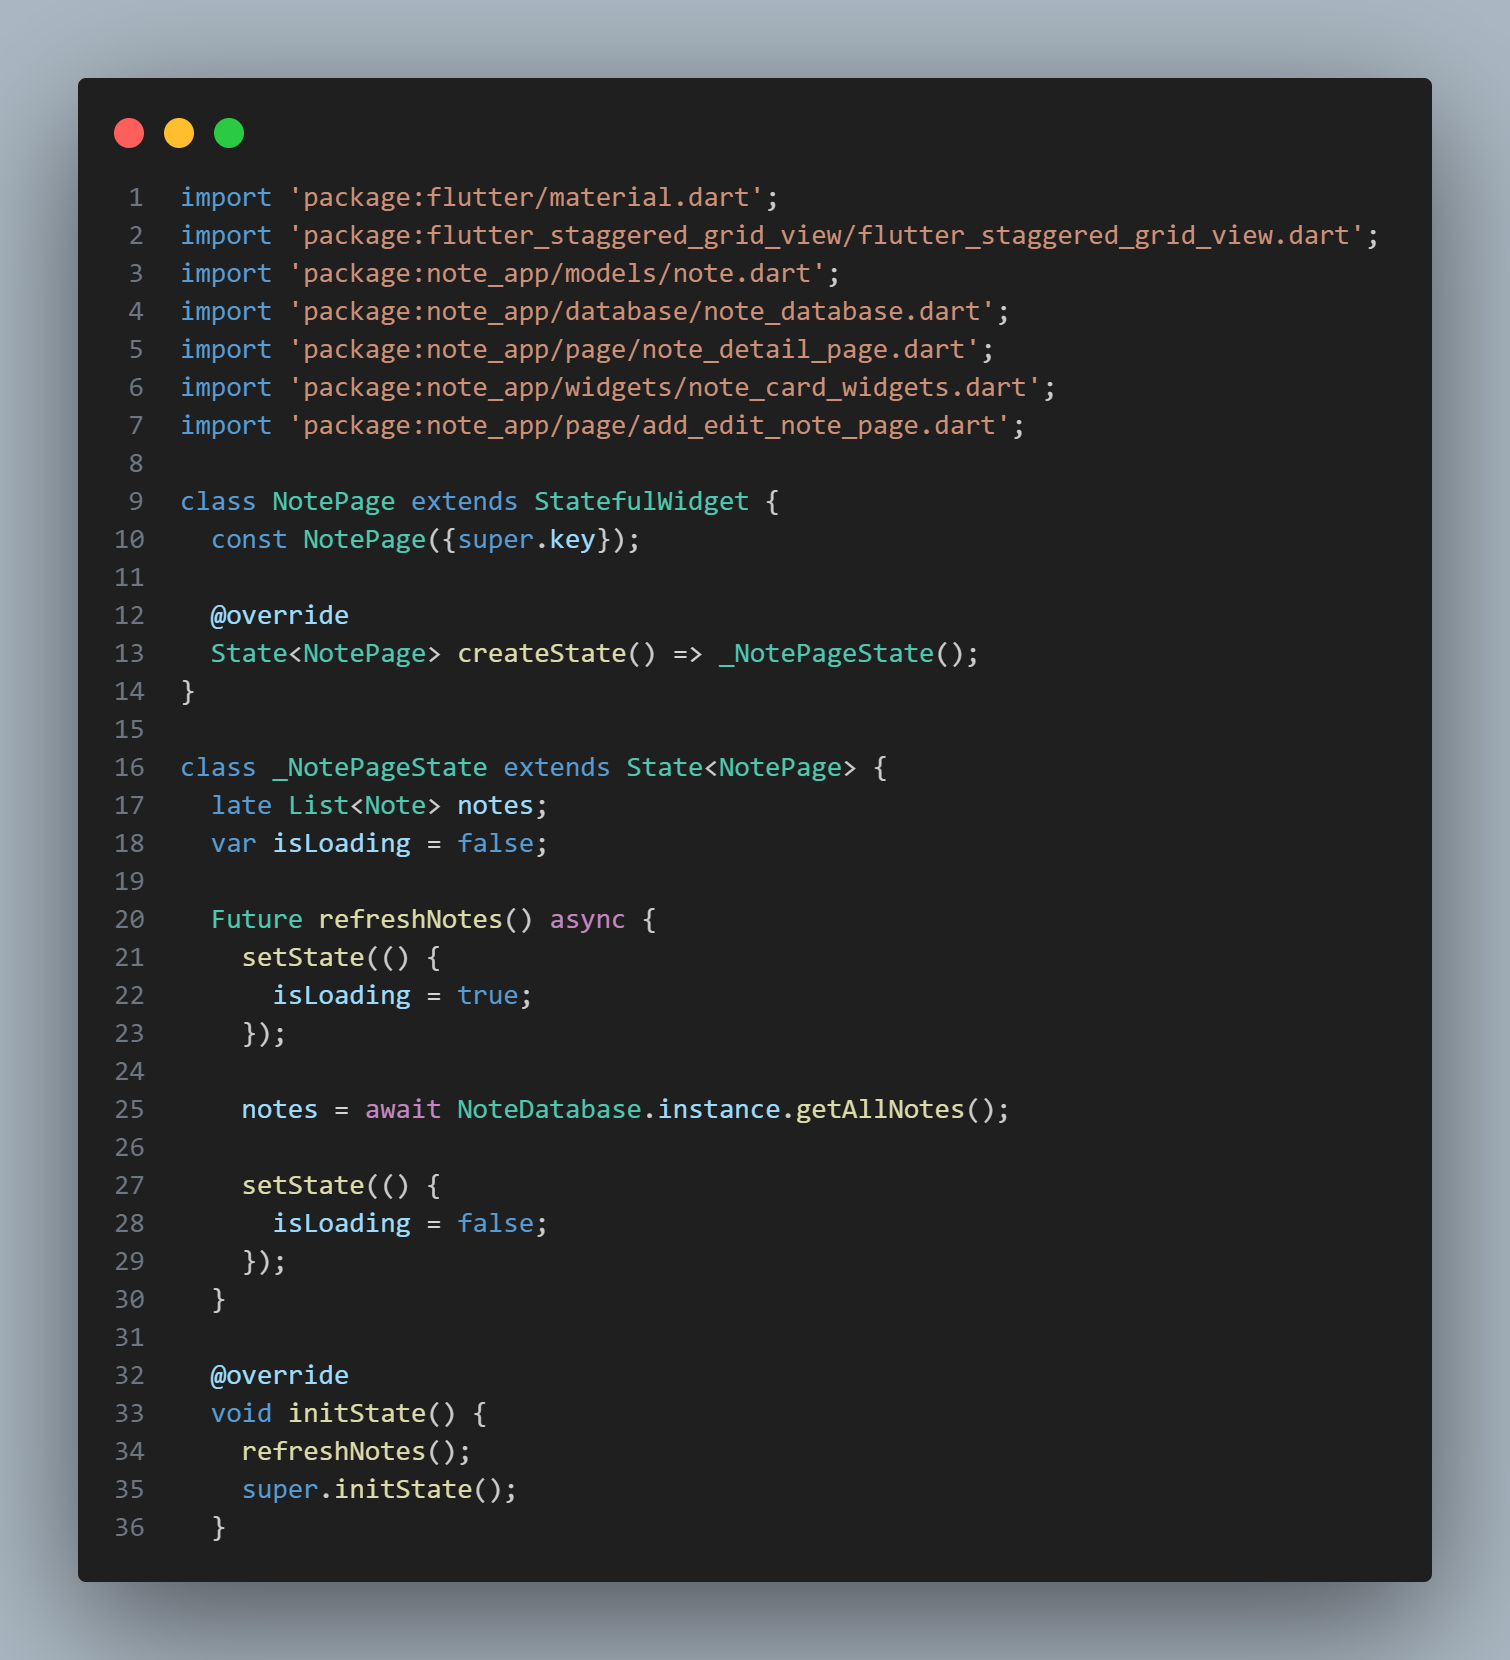 1 import 'package:flutter/material.dart';
2 import 'package:flutter_staggered_grid_view/flutter_staggered_grid_view.dart';
3 import 'package:note_app/models/note.dart';
4 import 'package:note_app/database/note_database.dart';
5 import 'package:note_app/page/note_detail_page.dart';
6 import 'package:note_app/widgets/note_card_widgets.dart';
7 import 'package:note_app/page/add_edit_note_page.dart';
8
9 class NotePage extends StatefulWidget {
10   const NotePage({super.key});
11
12   @override
13   State<NotePage> createState() => _NotePageState();
14 }
15
16 class _NotePageState extends State<NotePage> {
17   late List<Note> notes;
18   var isLoading = false;
19
20   Future refreshNotes() async {
21     setState(() {
22       isLoading = true;
23     });
24
25     notes = await NoteDatabase.instance.getAllNotes();
26
27     setState(() {
28       isLoading = false;
29     });
30   }
31
32   @override
33   void initState() {
34     refreshNotes();
35     super.initState();
36   }